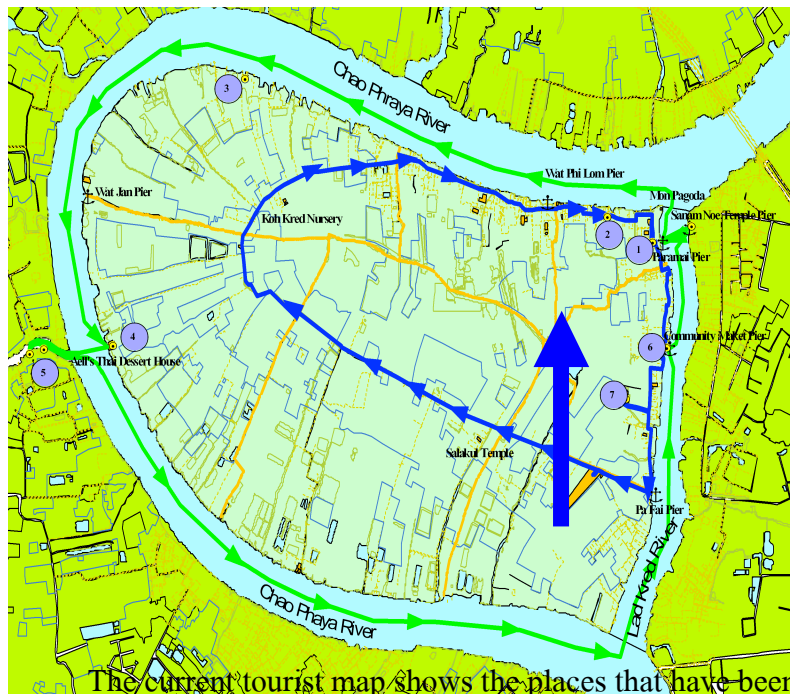 Chao Phraya River
3
Wat Phi Lom Pier
Wat Jan Pier
Mon Pagoda
Koh Kred Nursery
Sanam Noe Temple Pier
2
1
Paramai Pier
4
Community Maket Pier
6
Aell's Thai Dessert House
5
7
Salakul Temple
Pa Fai Pier
Lad Kred River
Chao Phaya River
The current tourist map shows the places that have been